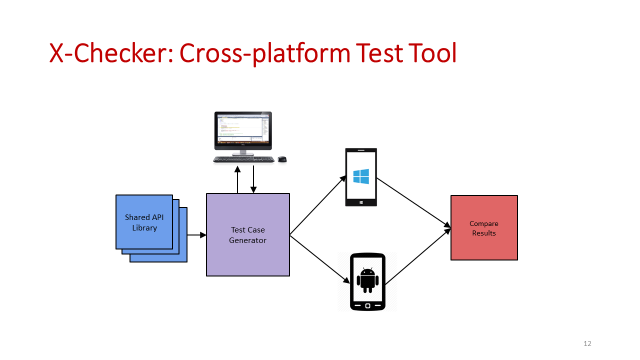 X-Checker: Cross-platform Test Tool
Shared API
Library
Test Case
Generator
Compare
Results
12